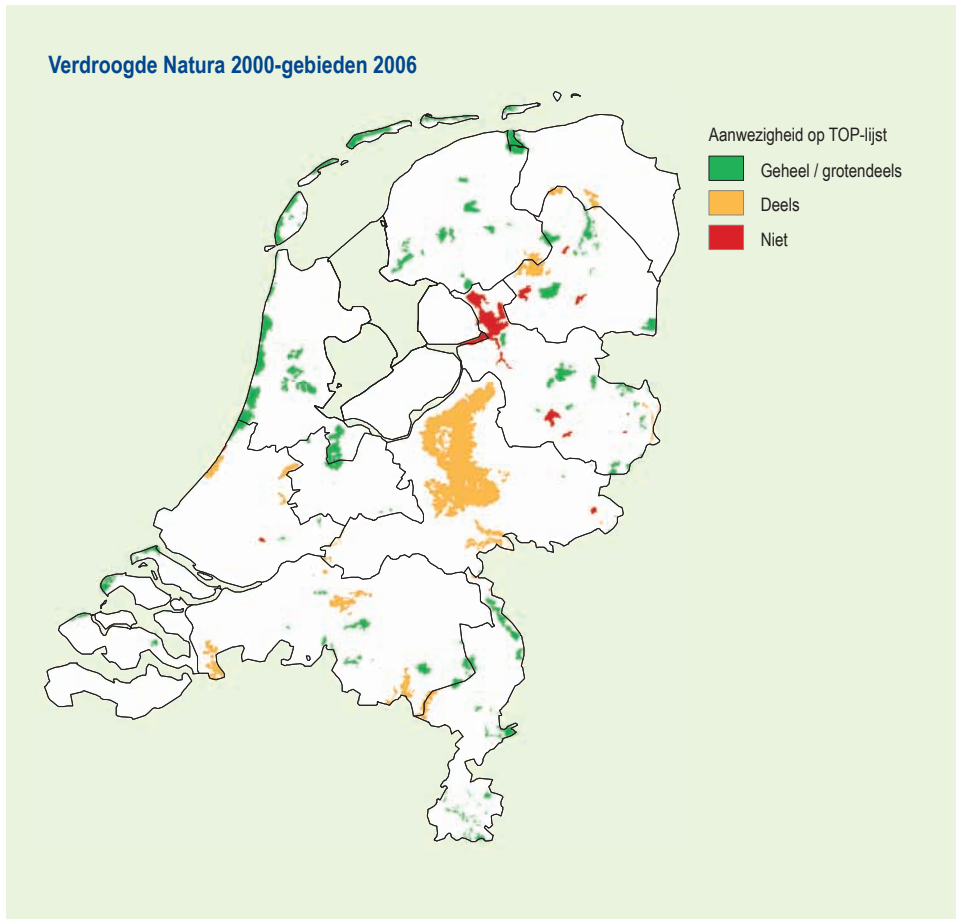 Verdroogde Natura 2000-gebieden 2006
Aanwezigheid op TOP-lijst
Geheel / grotendeels
Deels
Niet